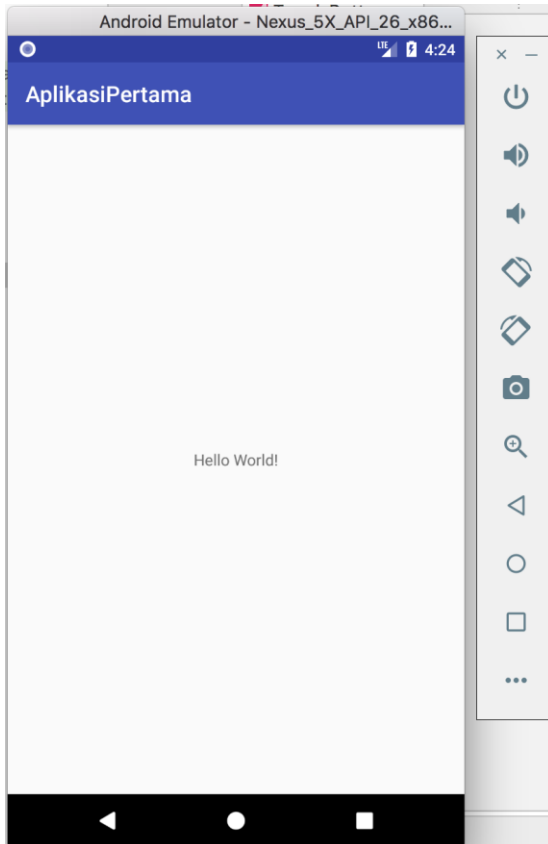 Android Emulator - Nexus_5X_API_26_x86...
LTE 4:24
AplikasiPertama
Hello World!